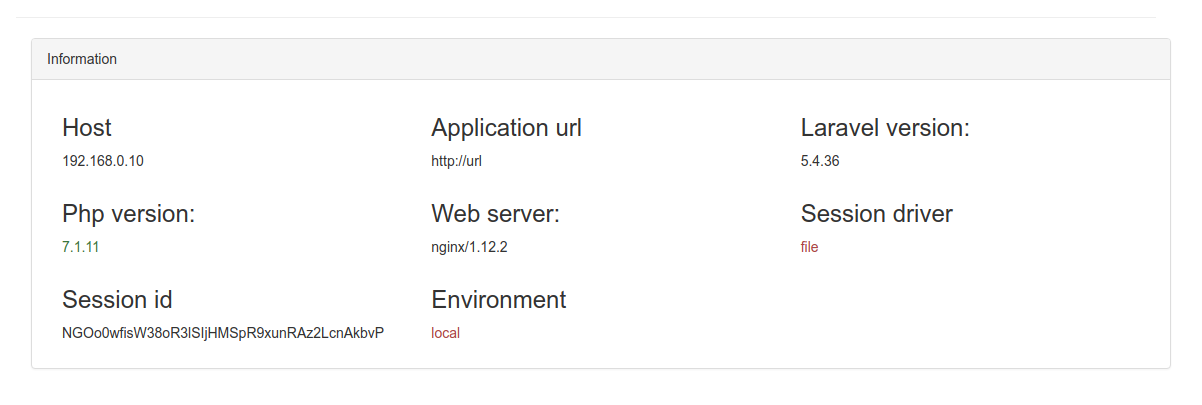 Information
Host
Application url
Laravel version:
192.168.0.10
http://url
5.4.36
Php version:
Web server:
Session driver
7.1.11
nginx/1.12.2
file
Session id
Environment
NGOo0wfisW38oR3lSIjHMSpR9xunRAz2LcnAkbvP
local